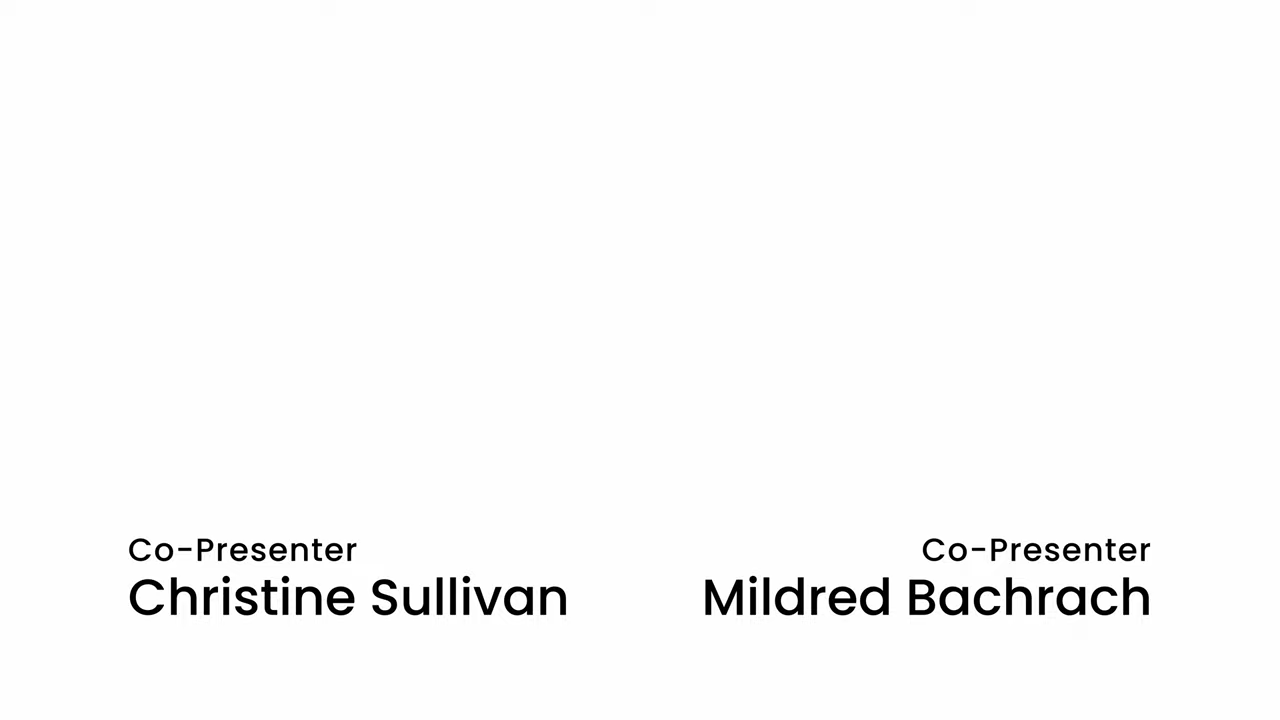 Co-Presenter
Christine Sullivan
Co-Presenter
Mildred Bachrach